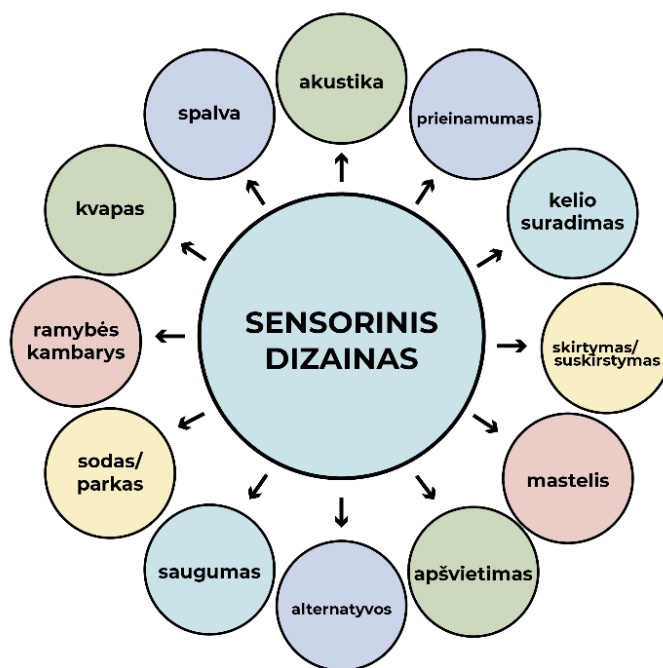 SENSORINIS
DIZAINAS
akustika
prieinamumas
kelio
suradimas
skirtymas/
suskirstymas
mastelis
apšvietimas
alternatyvos
saugumas
sodas/
parkas
ramybės
kambarys
kvapas
spalva